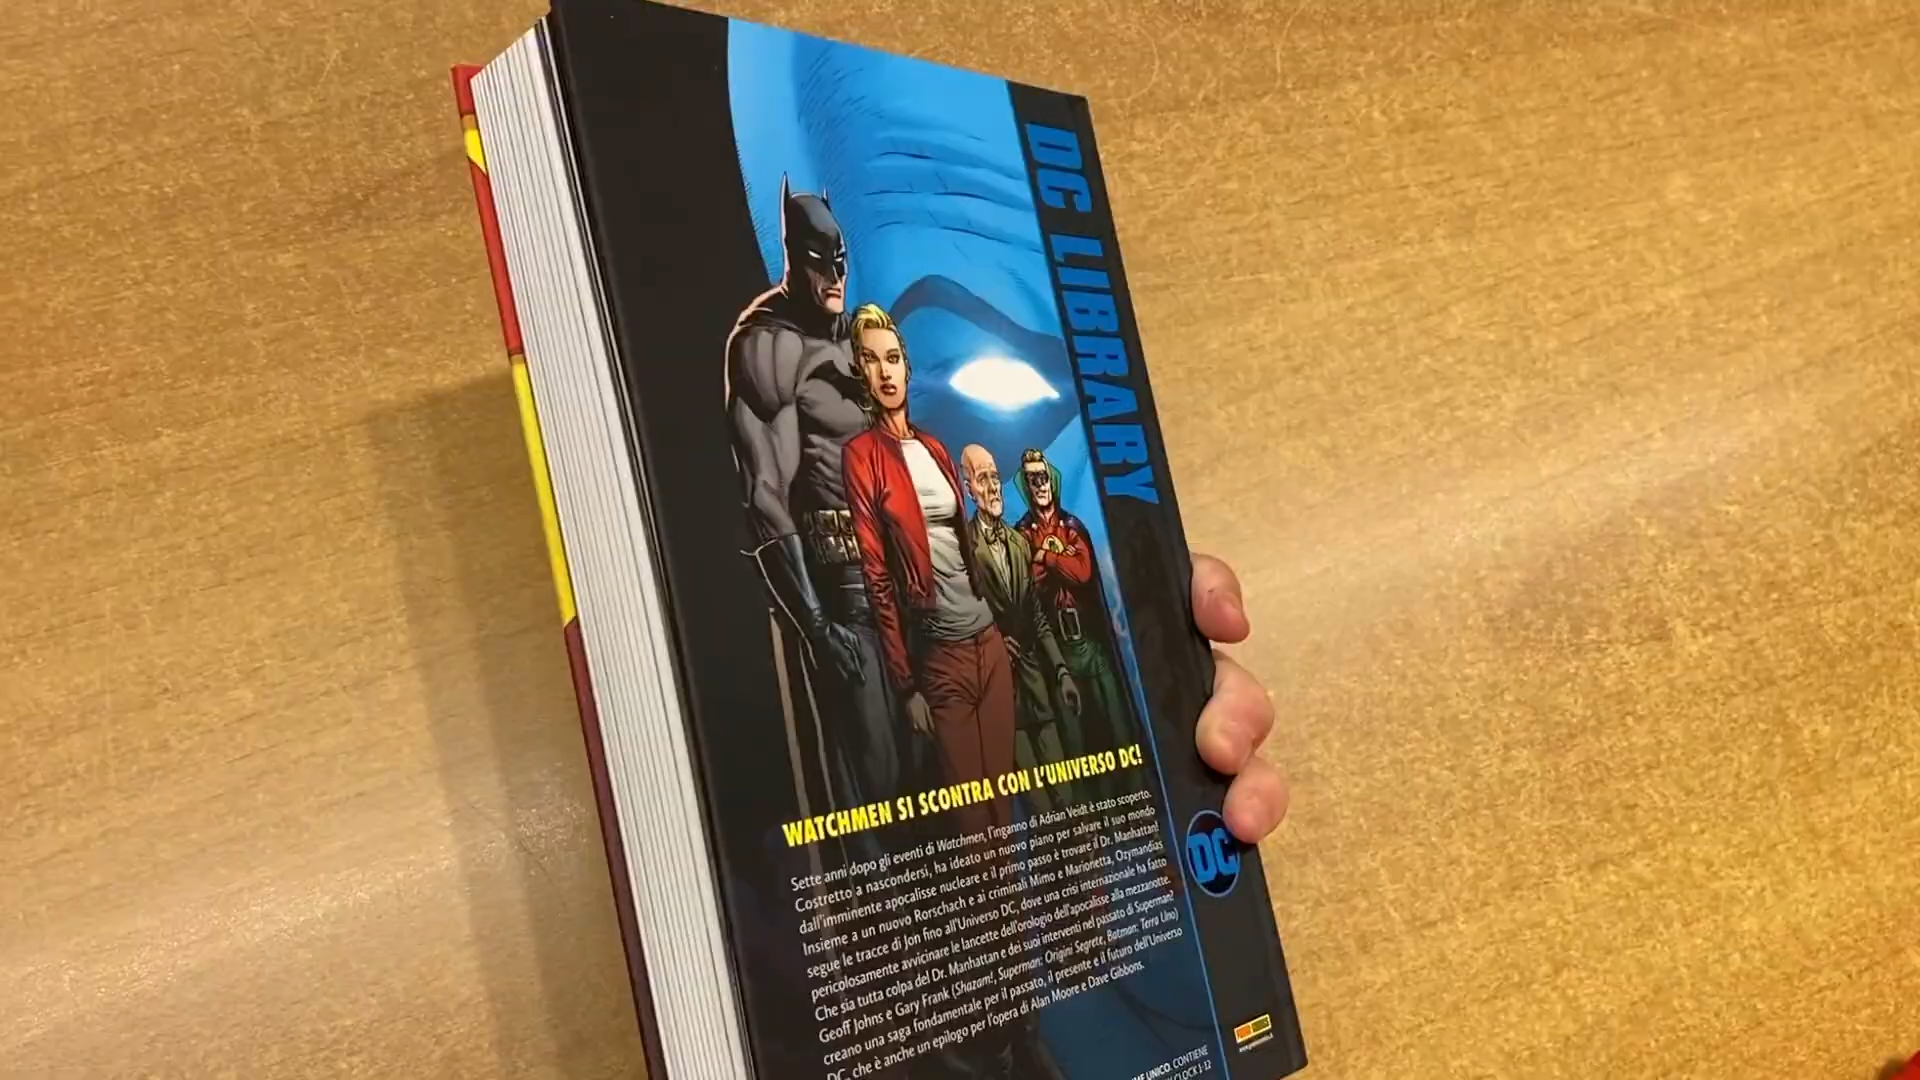 DC LIBRARY
WATCHMEN SI SCONTRA CON L'UNIVERSO DC!
Sette anni dopo gli eventi di Watchmen, l'inganno di Adrian Veidt è stato scoperto.
Costretto a nascondersi, ha ideato un nuovo piano per salvare il suo mondo
dall'imminente apocalisse nucleare e il primo passo è trovare il Dr. Manhattan!
Insieme a un nuovo Rorschach e ai criminali Mimo e Marionetta, Ozymandias
segue le tracce di Jon fino all'Universo DC, dove una crisi internazionale ha fatto
pericolosamente avvicinare le lancette dell'orologio dell'apocalisse alla mezzanotte.
Che sia tutta colpa del Dr. Manhattan e dei suoi interventi nel passato di Superman?
Geoff Johns e Gary Frank (Shazam!, Superman: Origini Segrete, Batman: Terra Uno)
creano una saga fondamentale per il passato, il presente e il futuro dell'Universo
DC, che è anche un epilogo per l'opera di Alan Moore e Dave Gibbons.
DC
UNICO. CONTIENE
CLOCK 1-12